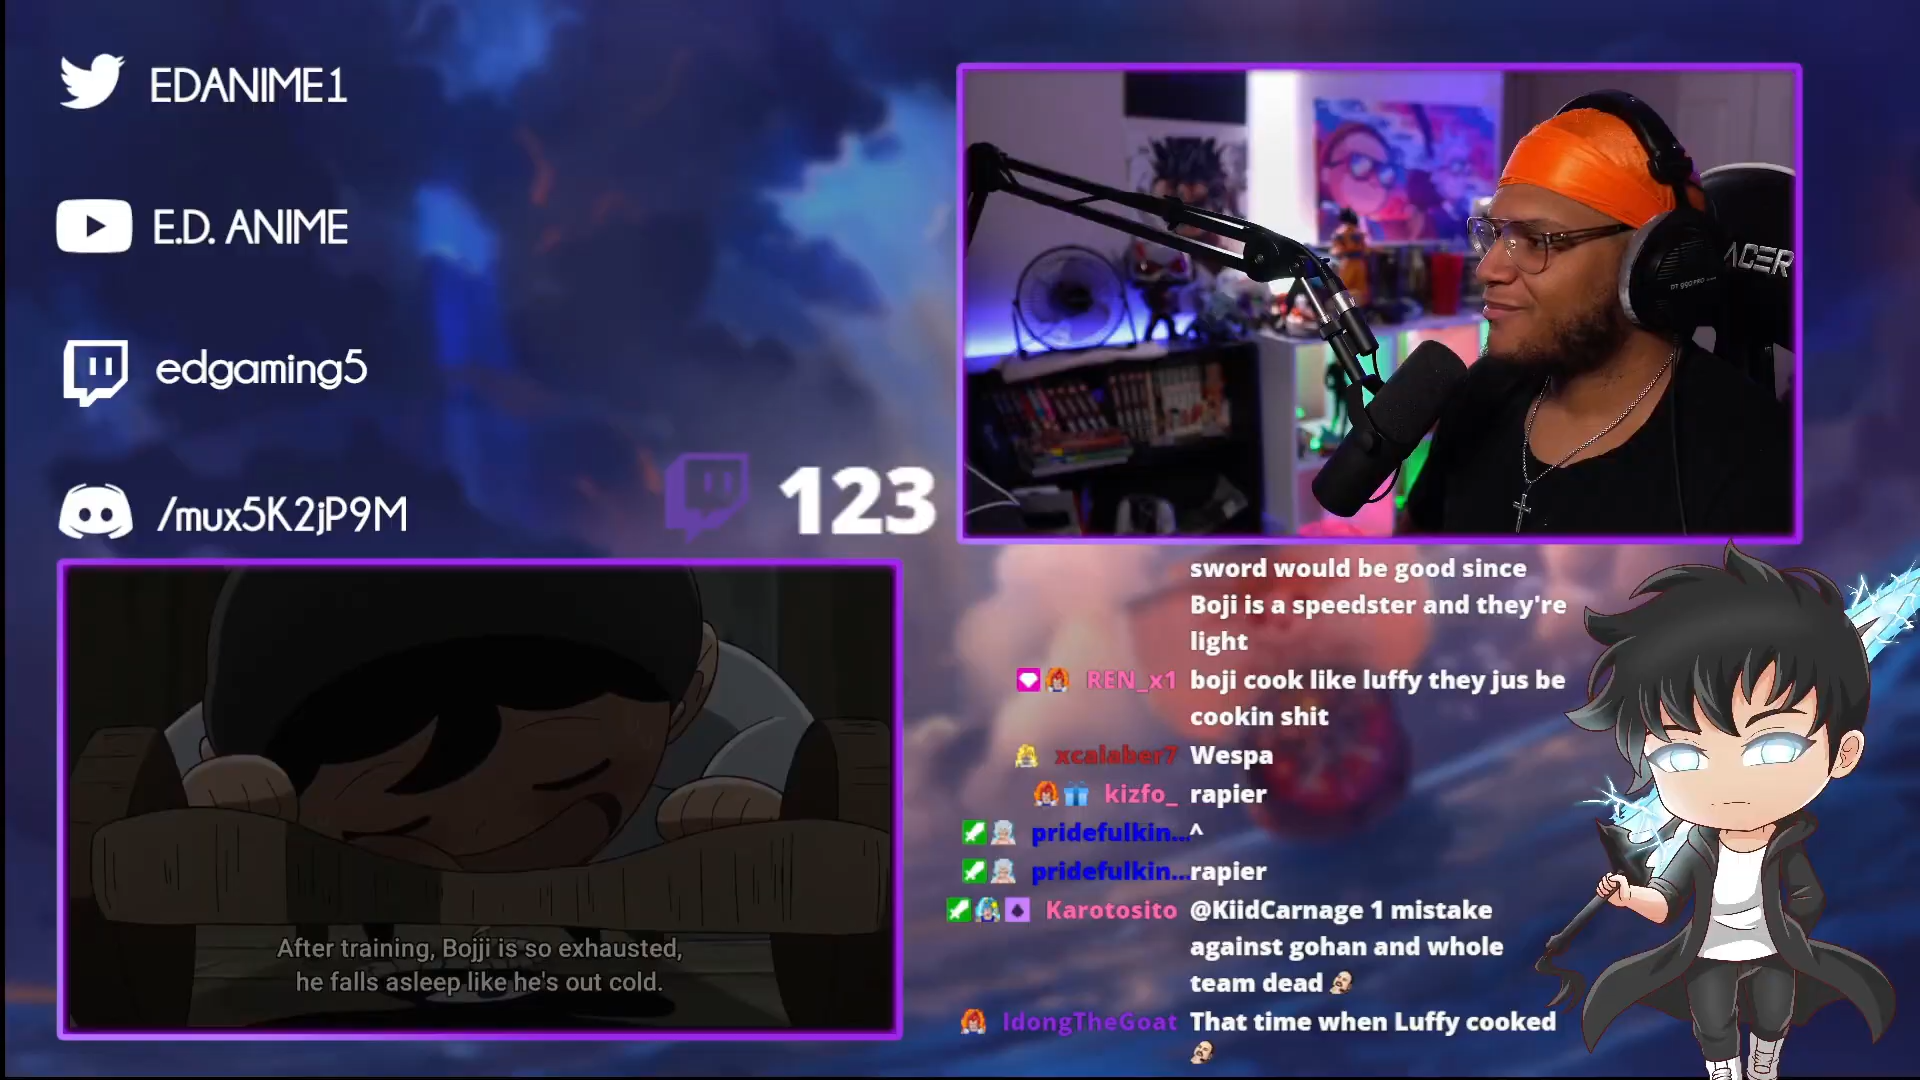 EDANIME1
E.D. ANIME
edgaming5
/mux5K2jP9M
123
ACER
DT 990 PRO
sword would be good since
Boji is a speedster and they're
light
REN_x1 boji cook like luffy they jus be
cookin shit
xcalaber7 Wespa
kizfo_ rapier
pridefulkin... ^
pridefulkin... rapier
Karotosito @KiidCarnage 1 mistake
against gohan and whole
team dead
IdongTheGoat That time when Luffy cooked
After training, Bojji is so exhausted,
he falls asleep like he's out cold.